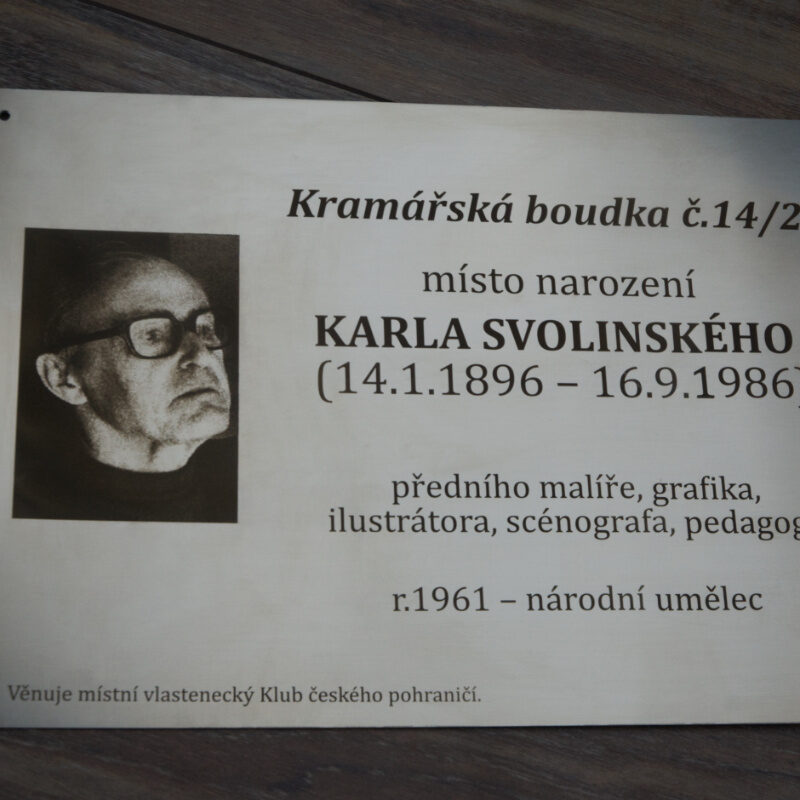 Kramářská boudka č.14/2
místo narození
KARLA SVOLINSKÉHO
(14.1.1896 – 16.9.1986)
předního malíře, grafika,
ilustrátora, scénografa, pedagog
r.1961 – národní umělec
Věnuje místní vlastenecký Klub českého pohraničí.